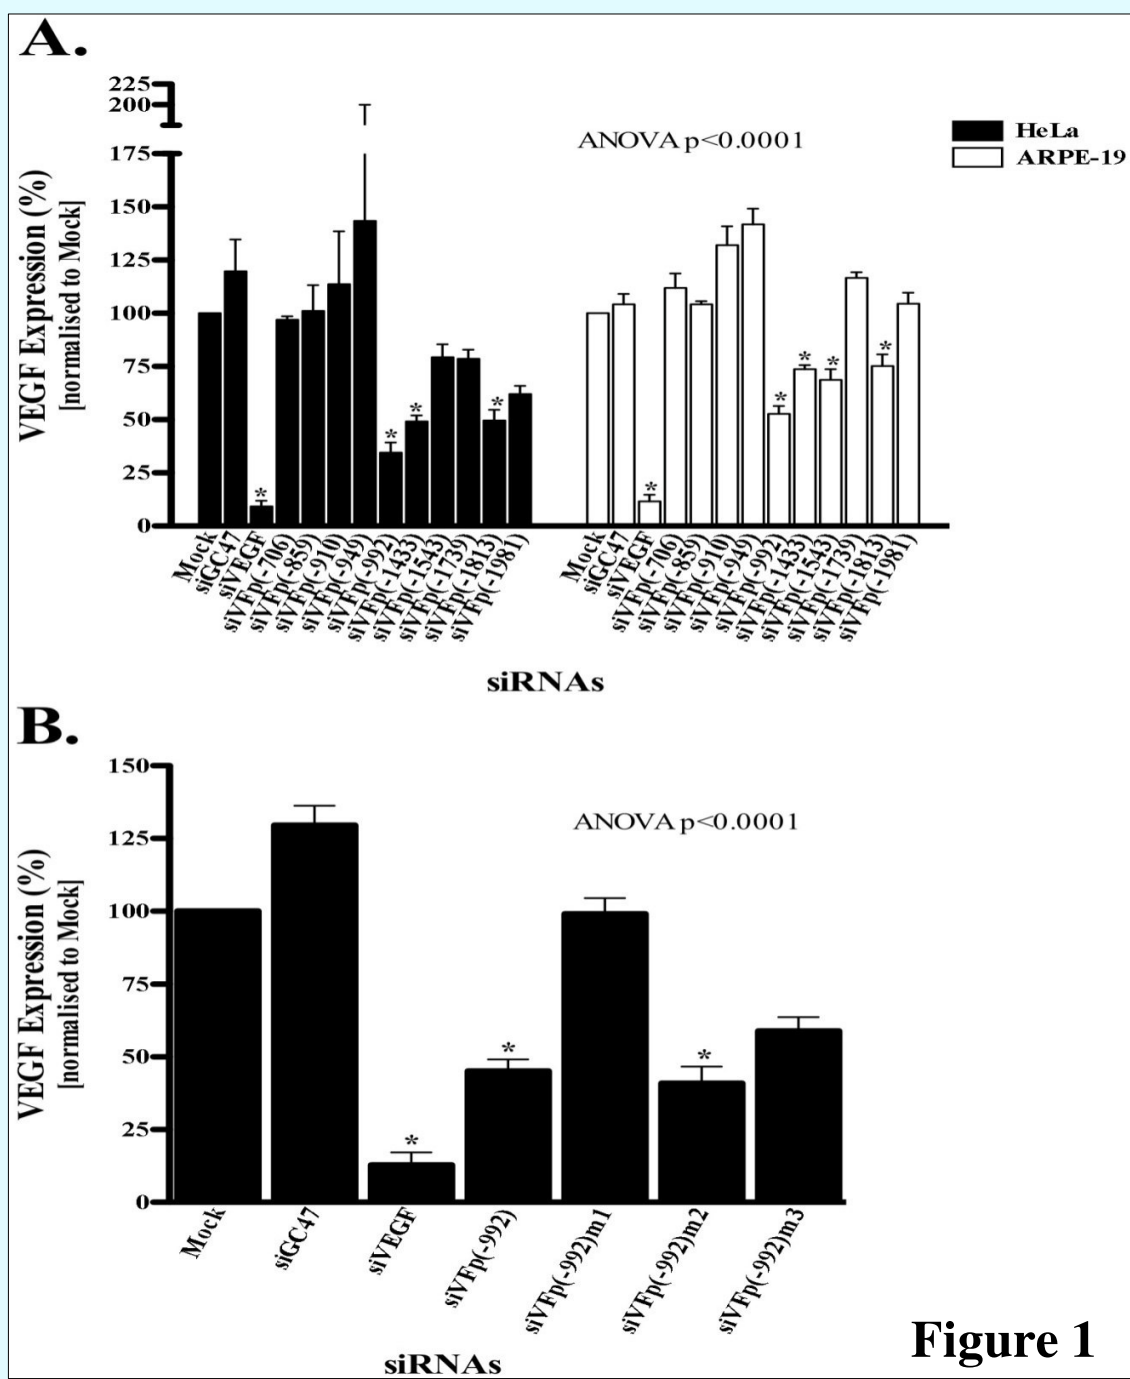 A.
225
200
175
150
125
100
75
50
25
0
VEGF Expression (%)
[normalised to Mock]
ANOVA p<0.0001
HeLa
ARPE-19
*
*
*
*
*
*
*
*
*
Mock
siGC47
siVEGF
siVFp(-706)
siVFp(-859)
siVFp(-910)
siVFp(-949)
siVFp(-992)
siVFp(-1433)
siVFp(-1543)
siVFp(-1739)
siVFp(-1813)
siVFp(-1981)
Mock
siGC47
siVEGF
siVFp(-706)
siVFp(-859)
siVFp(-910)
siVFp(-949)
siVFp(-992)
siVFp(-1433)
siVFp(-1543)
siVFp(-1739)
siVFp(-1813)
siVFp(-1981)
siRNAs
B.
150
125
100
75
50
25
0
VEGF Expression (%)
[normalised to Mock]
ANOVA p<0.0001
*
*
*
Mock
siGC47
siVEGF
siVFp(-992)
siVFp(-992)m1
siVFp(-992)m2
siVFp(-992)m3
siRNAs
Figure 1